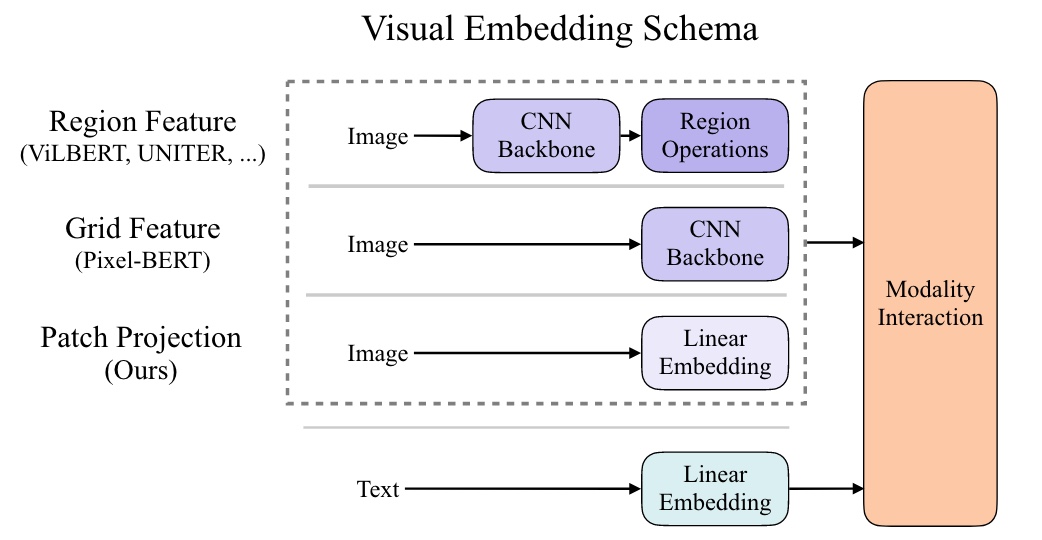 Visual Embedding Schema
Region Feature
(ViLBERT, UNITER, ...)
Image
CNN
Backbone
Region
Operations
Grid Feature
(Pixel-BERT)
Image
CNN
Backbone
Patch Projection
(Ours)
Image
Linear
Embedding
Text
Linear
Embedding
Modality
Interaction